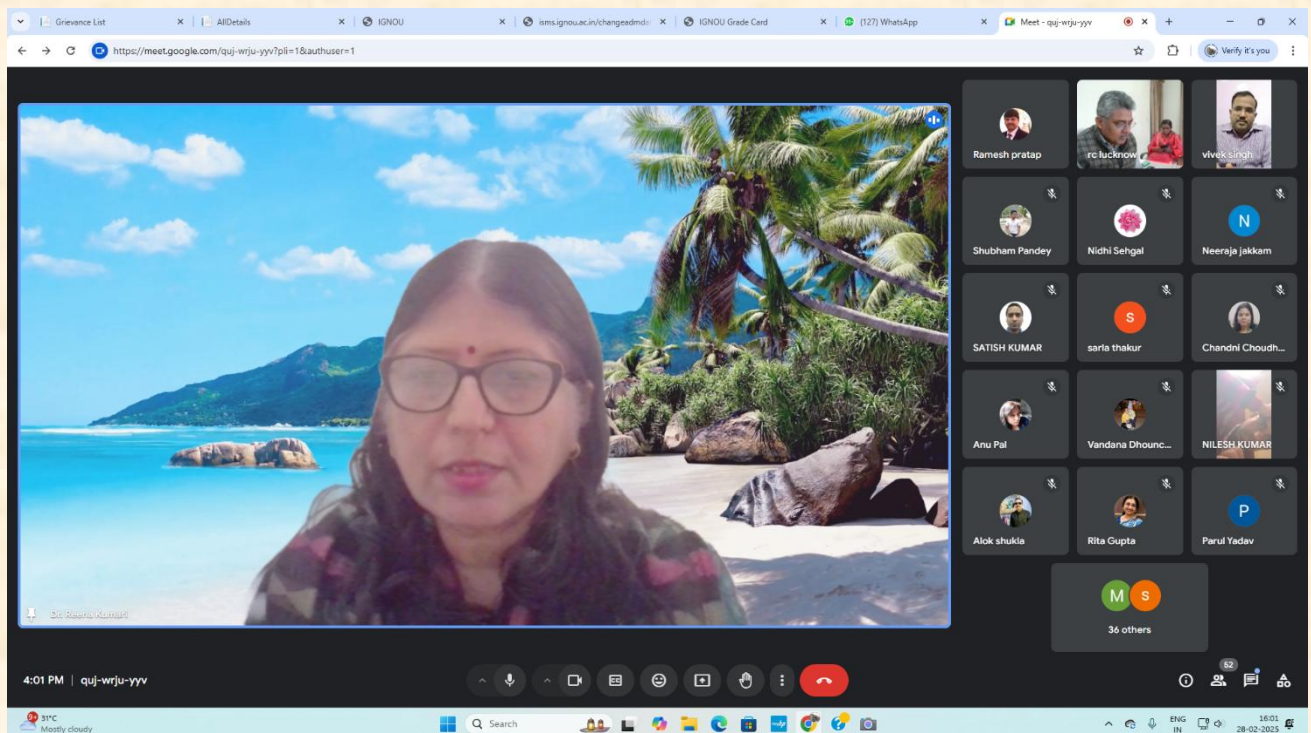 Grievance List
AllDetails
IGNOU
isms.ignou.ac.in/changeadmda
IGNOU Grade Card
(127) WhatsApp
Meet - quj-wrju-yyv
https://meet.google.com/quj-wrju-yyv?pli=1&authuser=1
Verify it's you
Ramesh pratap
rc lucknow
vivek singh
Shubham Pandey
Nidhi Sehgal
N
Neeraja jakkam
SATISH KUMAR
S
sarla thakur
Chandni Choudh...
Anu Pal
Vandana Dhounc...
NILESH KUMAR
Alok shukla
Rita Gupta
P
Parul Yadav
M S
36 others
Dr. Reena Kumari
4:01 PM | quj-wrju-yyv
CC
52
9+
31°C
Mostly cloudy
Search
ENG
IN
16:01
28-02-2025